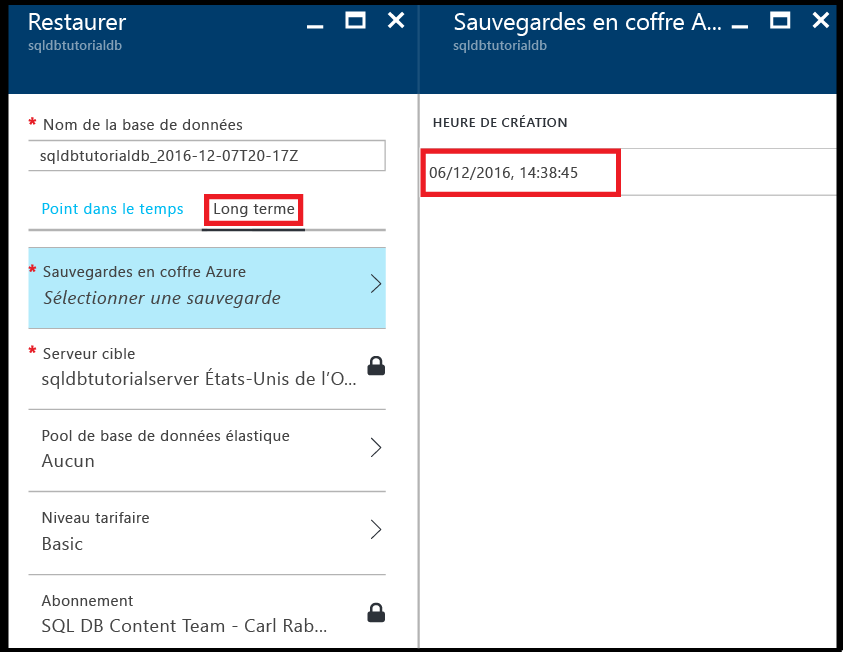 Restaurer
sqldbtutorialdb
* Nom de la base de données
sqldbtutorialdb_2016-12-07T20-17Z
Point dans le temps Long terme
* Sauvegardes en coffre Azure
Sélectionner une sauvegarde
* Serveur cible
sqldbtutorialserver États-Unis de l'O...
Pool de base de données élastique
Aucun
Niveau tarifaire
Basic
Abonnement
SQL DB Content Team - Carl Rab...
Sauvegardes en coffre A...
sqldbtutorialdb
HEURE DE CRÉATION
06/12/2016, 14:38:45